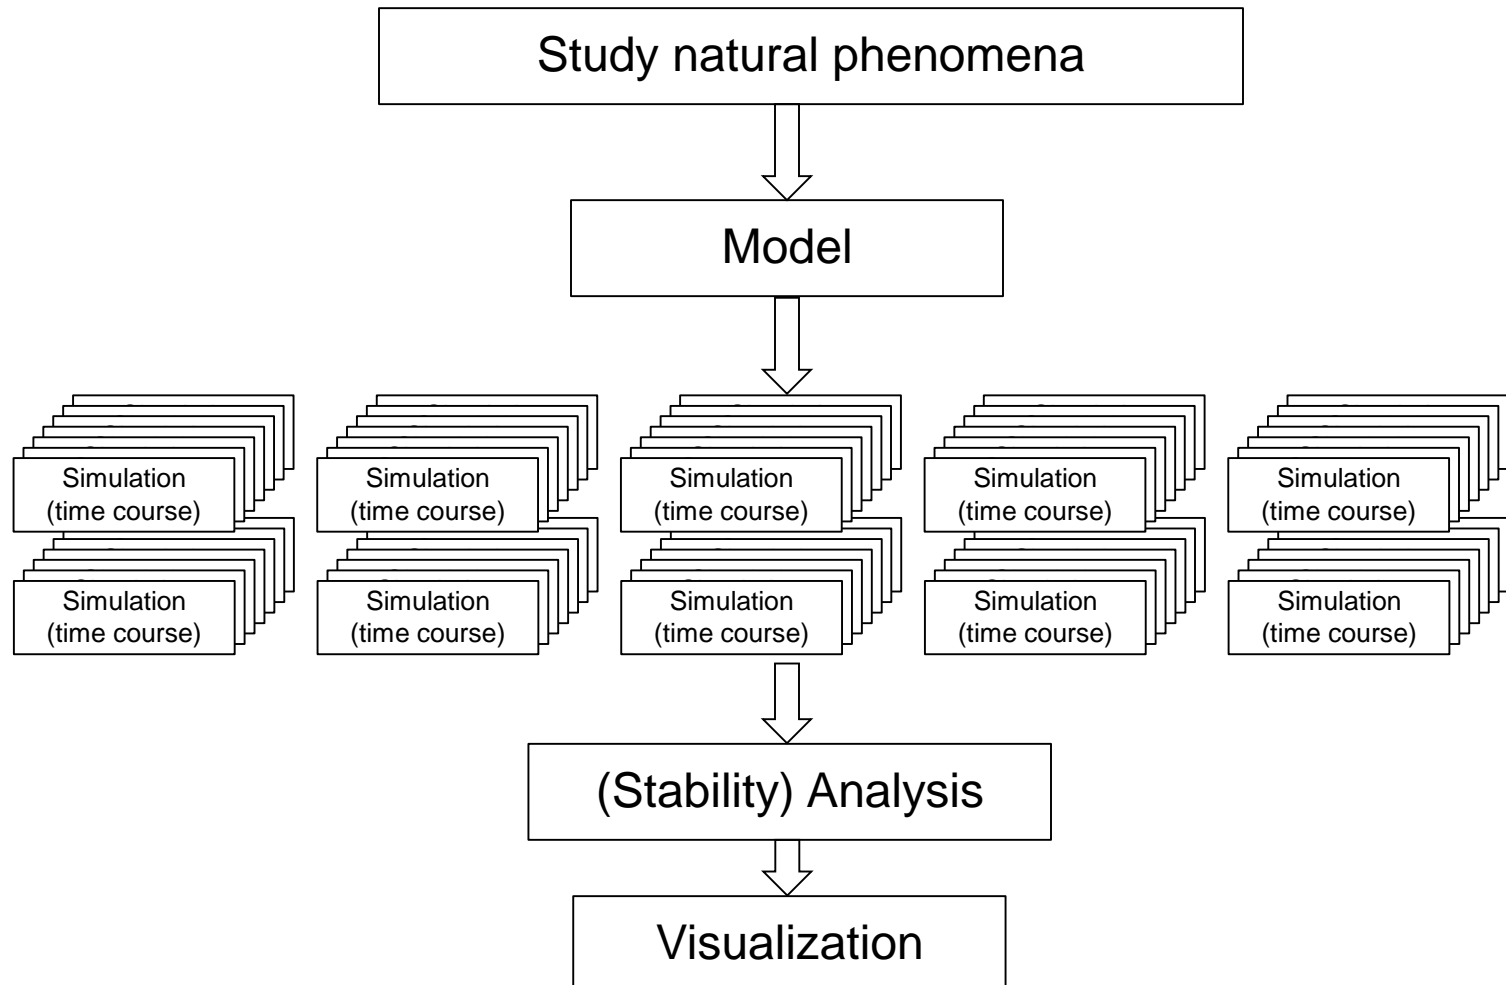 Study natural phenomena
Model
Simulation
(time course)
Simulation
(time course)
Simulation
(time course)
Simulation
(time course)
Simulation
(time course)
Simulation
(time course)
Simulation
(time course)
Simulation
(time course)
Simulation
(time course)
Simulation
(time course)
(Stability) Analysis
Visualization